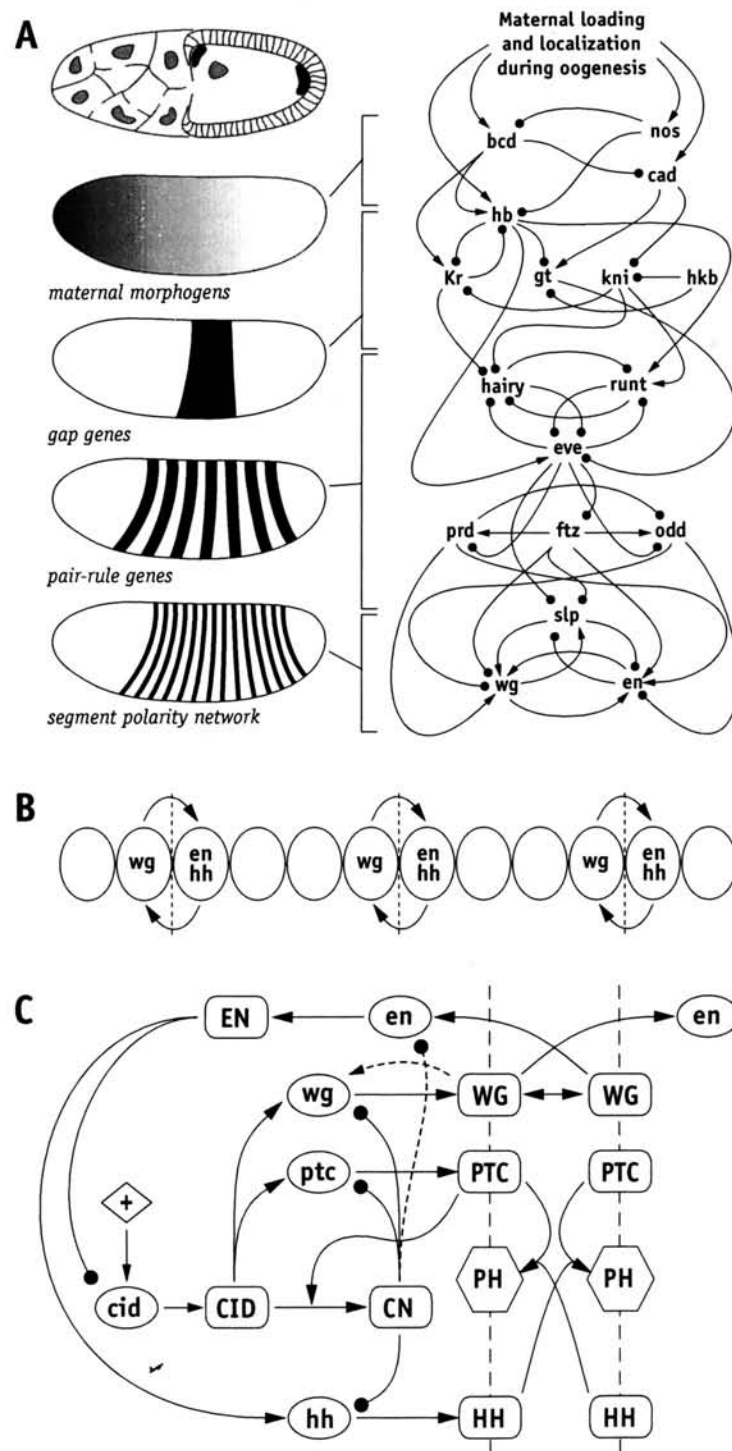 A
Maternal loading
and localization
during oogenesis
bcd
nos
cad
hb
Kr
gt
kni
hkb
maternal morphogens
hairy
runt
gap genes
eve
prd
ftz
odd
pair-rule genes
slp
wg
en
segment polarity network
B
wg
en
hh
wg
en
hh
wg
en
hh
C
EN
en
en
wg
WG
WG
ptc
PTC
PTC
+
PH
PH
cid
CID
CN
hh
HH
HH